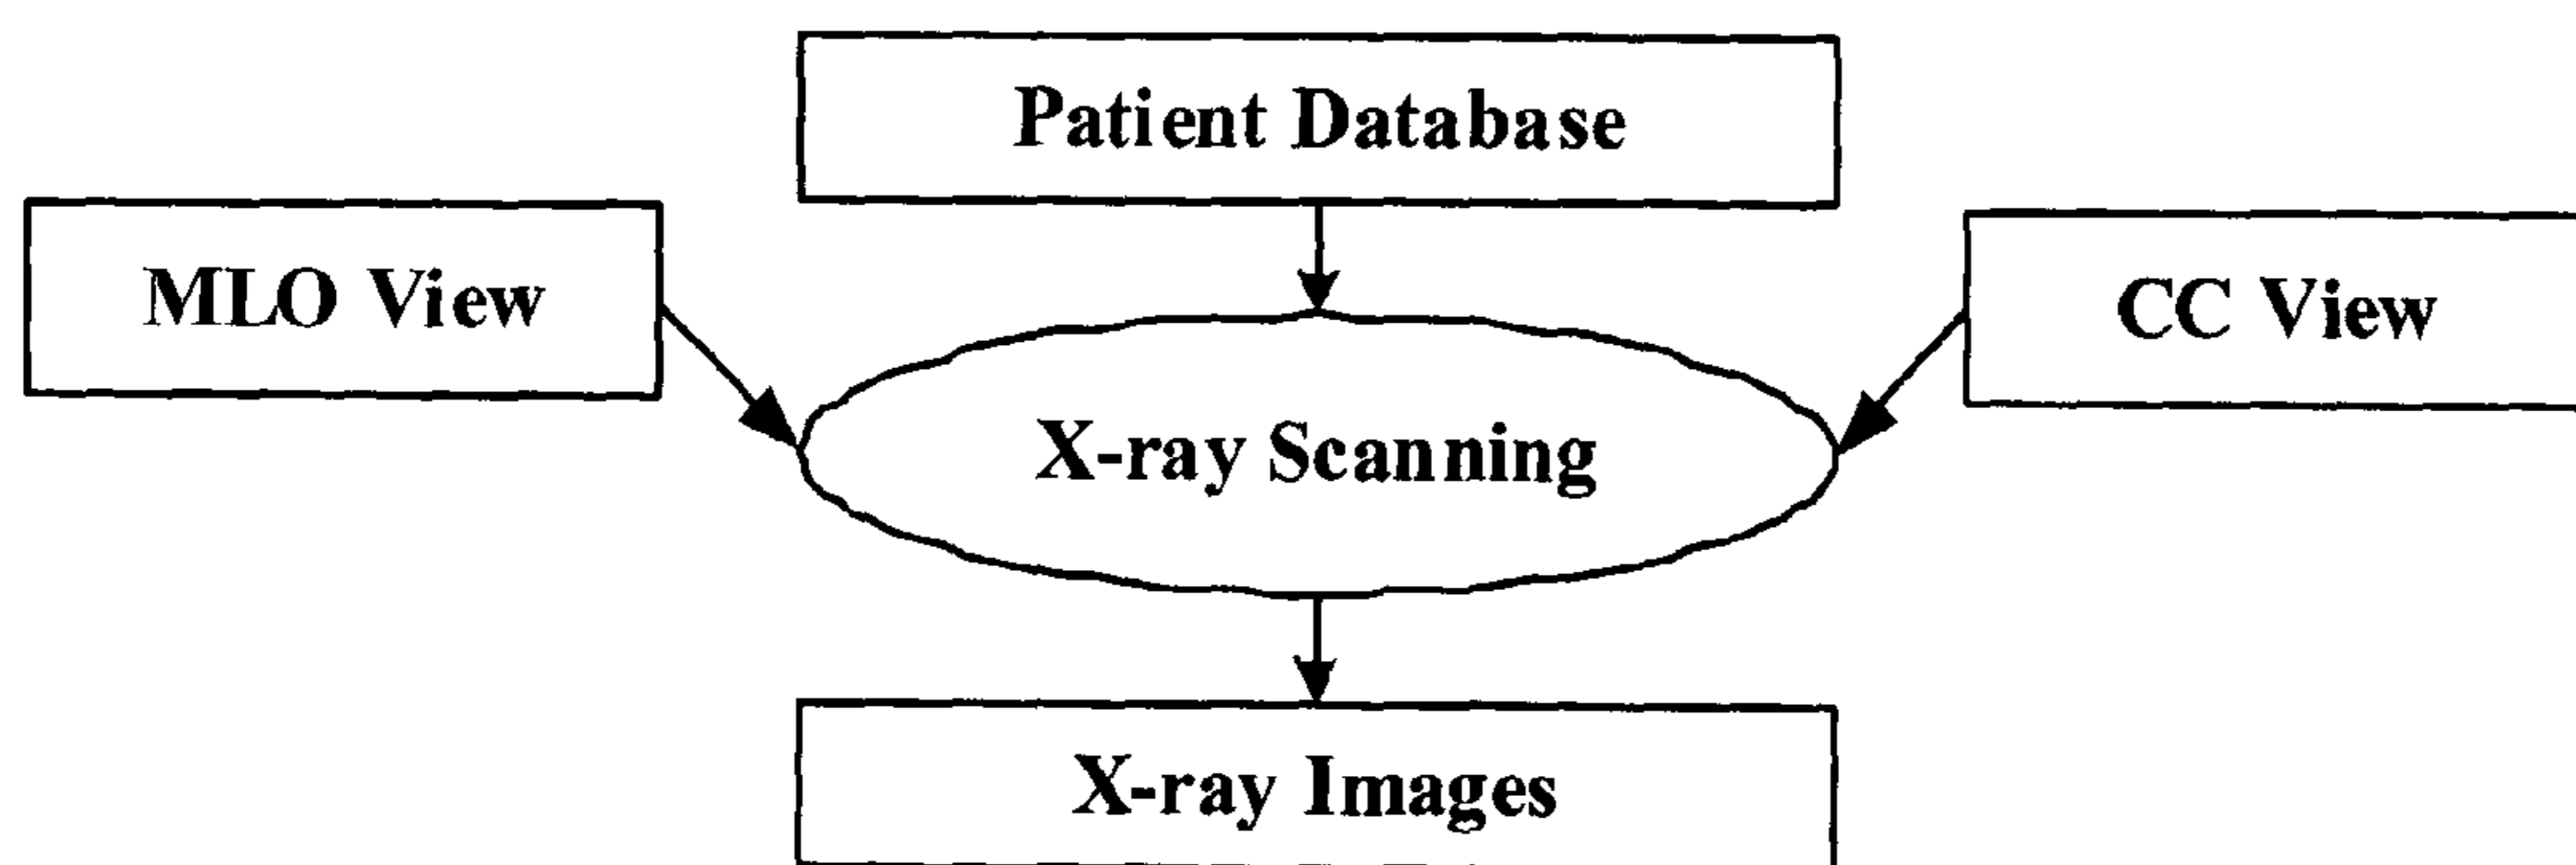 Patient Database
MLO View
CC View
X-ray Scanning
X-ray Images